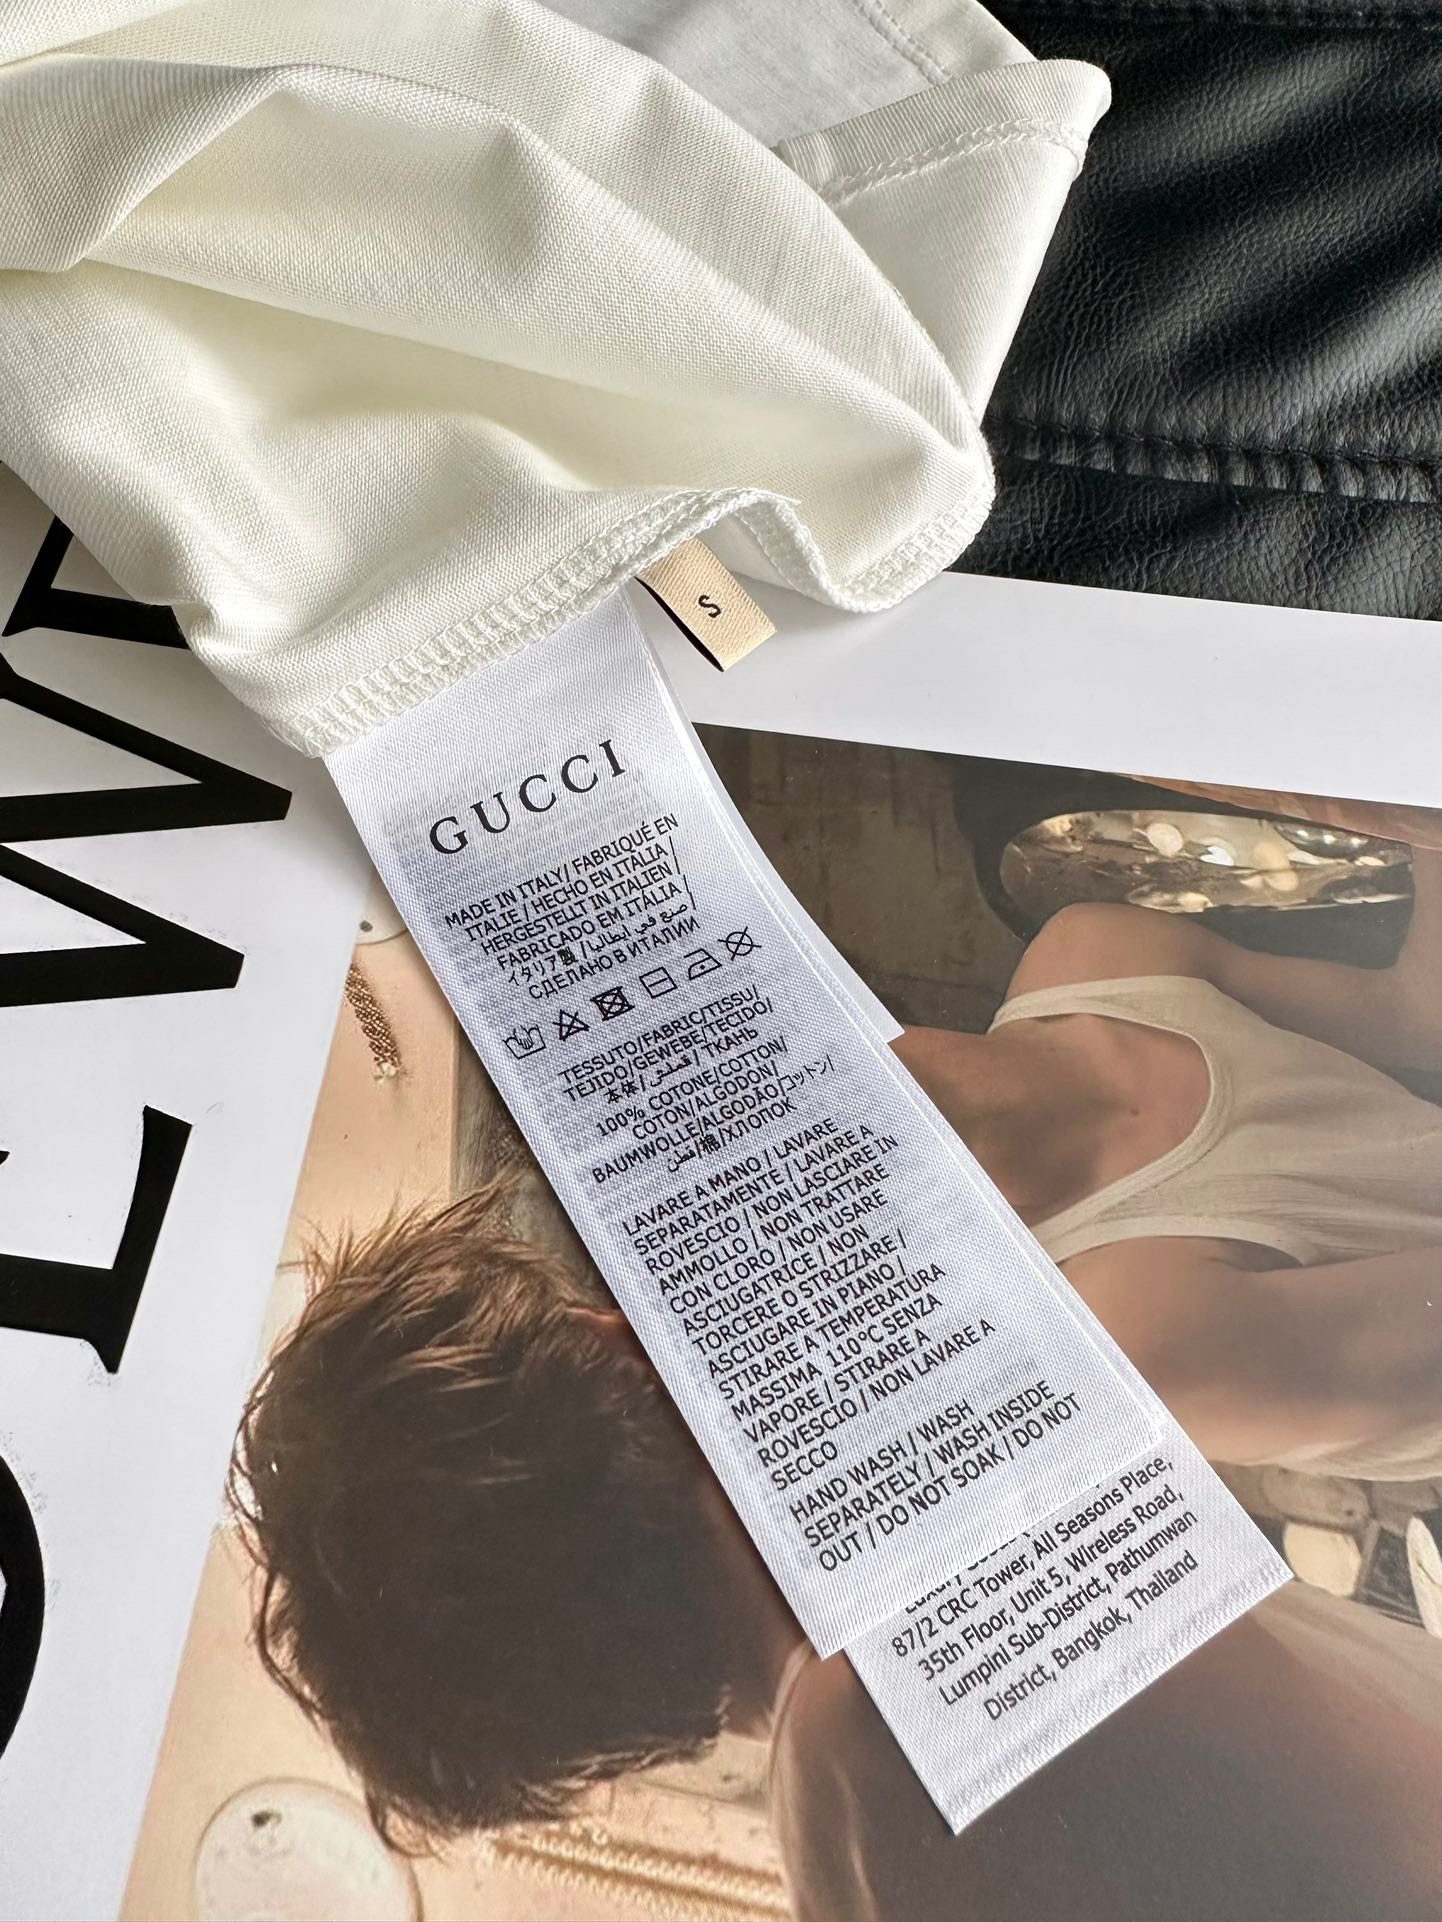 S
GUCCI
MADE IN ITALY/ FABRIQUÉ EN
ITALIE / HECHO EN ITALIA /
HERGESTELLT IN ITALIEN /
FABRICADO EM ITÁLIA /
イタリア製 / صنع في ايطاليا /
СДЕЛАНО В ИТАЛИИ
TESSUTO/FABRIC/TISSU/
TEJIDO/GEWEBE/TECIDO/
本体 / قماش / ТКАНЬ
100% COTONE/COTTON/
COTON/ALGODON/
BAUMWOLLE/ALGODÃO/コットン/
قطن/棉/ХЛОПОК
LAVARE A MANO / LAVARE
SEPARATAMENTE / LAVARE A
ROVESCIO / NON LASCIARE IN
AMMOLLO / NON TRATTARE
CON CLORO / NON USARE
ASCIUGATRICE / NON
TORCERE O STRIZZARE /
ASCIUGARE IN PIANO /
STIRARE A TEMPERATURA
MASSIMA 110°C SENZA
VAPORE / STIRARE A
ROVESCIO / NON LAVARE A
SECCO
HAND WASH / WASH
SEPARATELY / WASH INSIDE
OUT / DO NOT SOAK / DO NOT
87/2 CRC Tower, All Seasons Place,
35th Floor, Unit 5, Wireless Road,
Lumpini Sub-District, Pathumwan
District, Bangkok, Thailand